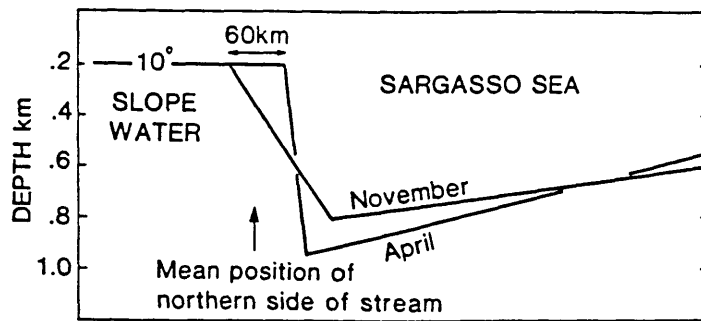 60km
.2
10°
SLOPE
WATER
SARGASSO SEA
.4
.6
.8
1.0
DEPTH km
November
April
Mean position of
northern side of stream